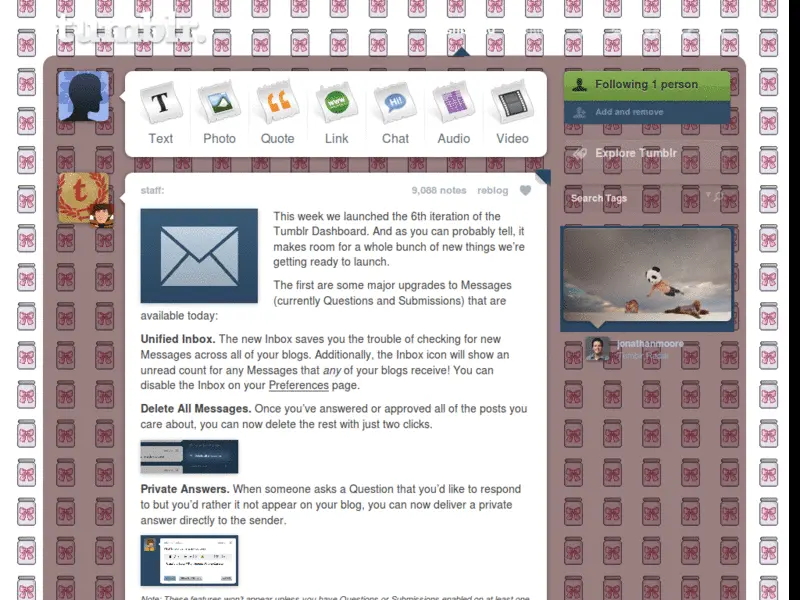 tumblr.
Following 1 person
Add and remove
Explore Tumblr
Search Tags
T
www
Hi!
Text Photo Quote Link Chat Audio Video
t
staff: 9,088 notes reblog
This week we launched the 6th iteration of the
Tumblr Dashboard. And as you can probably tell, it
makes room for a whole bunch of new things we're
getting ready to launch.
The first are some major upgrades to Messages
(currently Questions and Submissions) that are
available today:
Unified Inbox. The new Inbox saves you the trouble of checking for new
Messages across all of your blogs. Additionally, the Inbox icon will show an
unread count for any Messages that any of your blogs receive! You can
disable the Inbox on your Preferences page.
Delete All Messages. Once you've answered or approved all of the posts you
care about, you can now delete the rest with just two clicks.
Private Answers. When someone asks a Question that you'd like to respond
to but you'd rather it not appear on your blog, you can now deliver a private
answer directly to the sender.
Note: These features won't appear unless you have Questions or Submissions enabled on at least one
jonathanmoore
Tumblr Radar